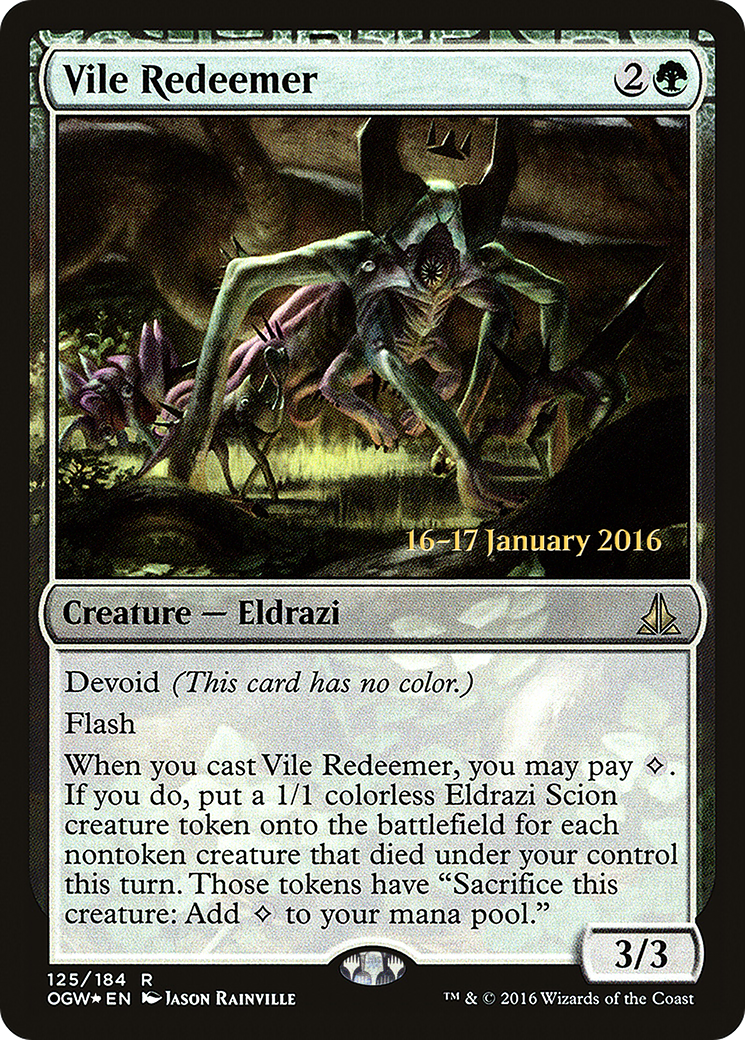 Vile Redeemer 2
16–17 January 2016
Creature — Eldrazi
Devoid (This card has no color.)
Flash
When you cast Vile Redeemer, you may pay ◇.
If you do, put a 1/1 colorless Eldrazi Scion
creature token onto the battlefield for each
nontoken creature that died under your control
this turn. Those tokens have “Sacrifice this
creature: Add ◇ to your mana pool.”
3/3
125/184 R
OGW★EN Jason Rainville
™ & © 2016 Wizards of the Coast